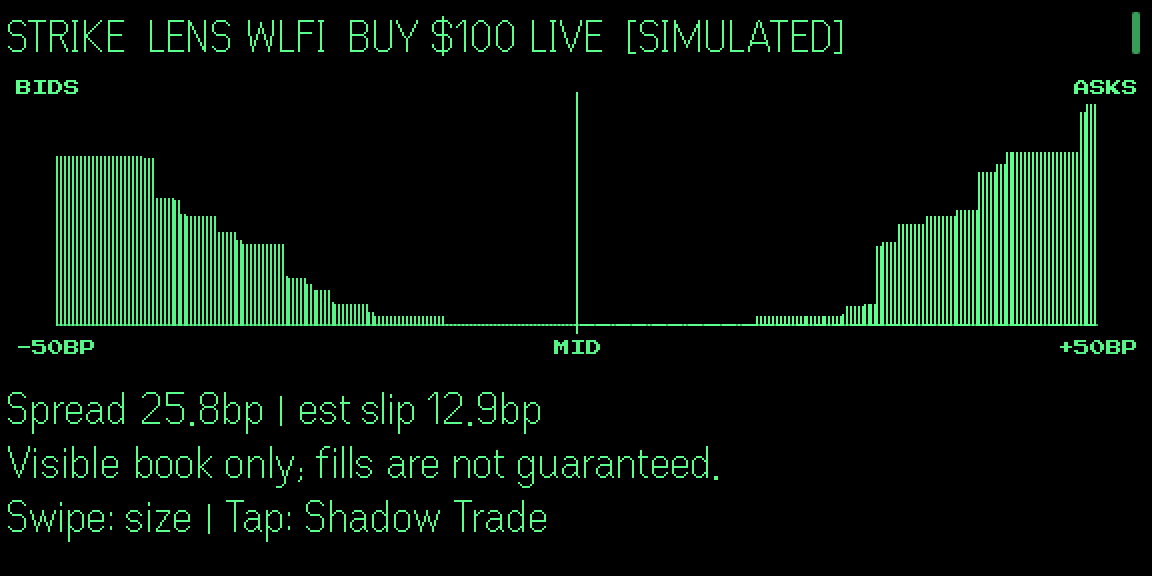 STRIKE LENS WLFI BUY $100 LIVE [SIMULATED]
BIDS ASKS
-50BP MID +50BP
Spread 25.8bp | est slip 12.9bp
Visible book only; fills are not guaranteed.
Swipe: size | Tap: Shadow Trade